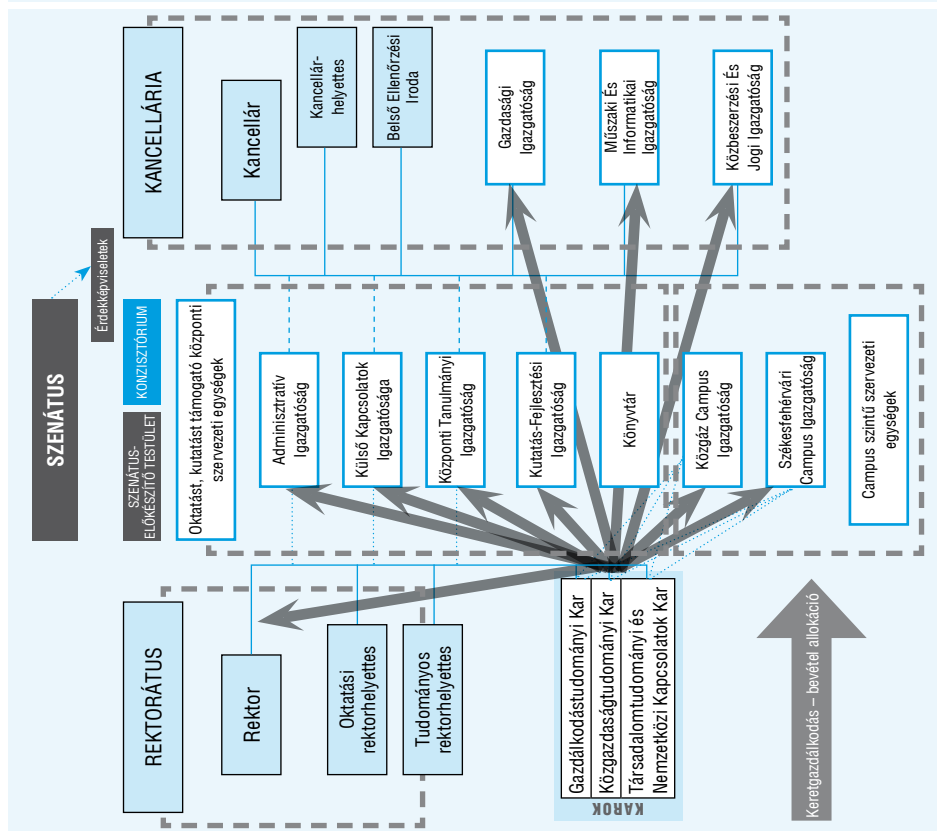 SZENÁTUS
Érdekképviseletek
SZENÁTUS-
ELŐKÉSZÍTŐ TESTÜLET
KONZISZTÓRIUM
REKTORÁTUS
Rektor
Oktatási
rektorhelyettes
Tudományos
rektorhelyettes
KAROK
Gazdálkodástudományi Kar
Közgazdaságtudományi Kar
Társadalomtudományi és
Nemzetközi Kapcsolatok Kar
Oktatást, kutatást támogató központi
szervezeti egységek
Adminisztratív
Igazgatóság
Külső Kapcsolatok
Igazgatósága
Központi Tanulmányi
Igazgatóság
Kutatás-Fejlesztési
Igazgatóság
Könyvtár
Közgáz Campus
Igazgatóság
Székesfehérvári
Campus Igazgatóság
Campus szintű szervezeti
egységek
KANCELLÁRIA
Kancellár
Kancellár-
helyettes
Belső Ellenőrzési
Iroda
Gazdasági
Igazgatóság
Műszaki És
Informatikai
Igazgatóság
Közbeszerzési És
Jogi Igazgatóság
Keretgazdálkodás – bevétel allokáció